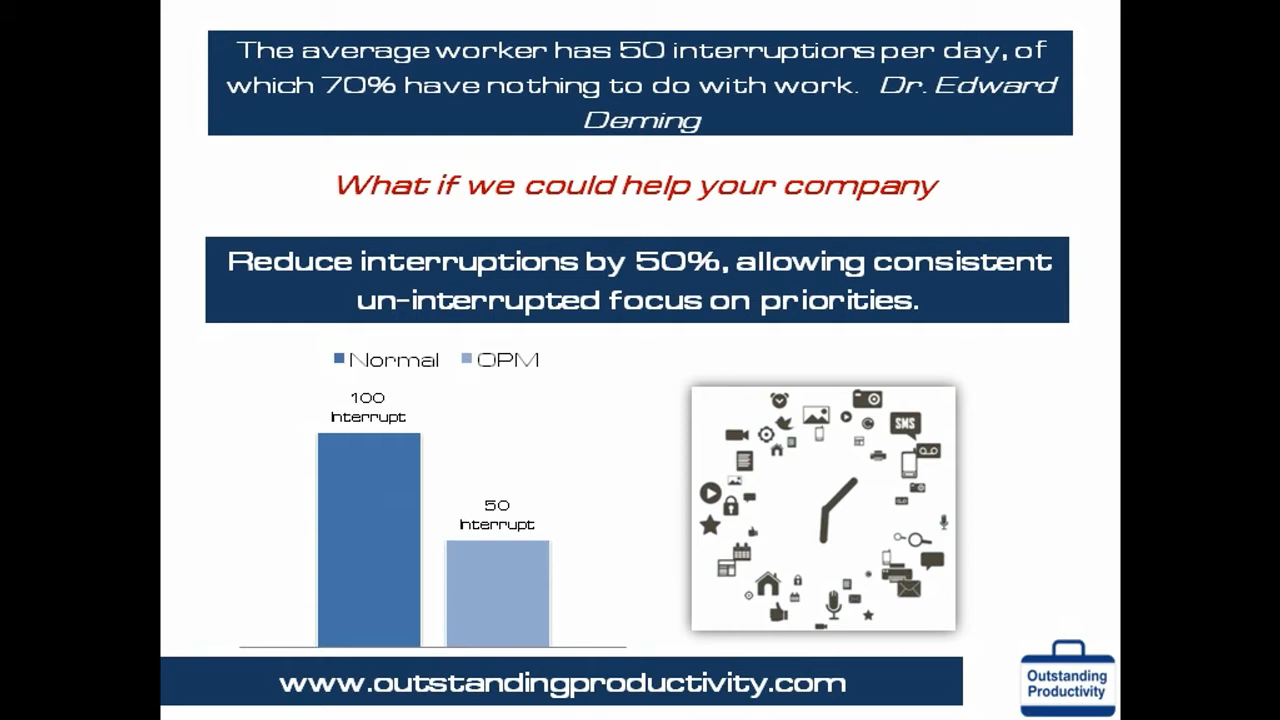 The average worker has 50 interruptions per day, of
which 70% have nothing to do with work. Dr. Edward
Deming
What if we could help your company
Reduce interruptions by 50%, allowing consistent
un-interrupted focus on priorities.
Normal OPM
100
Interrupt
50
Interrupt
SMS
www.outstandingproductivity.com
Outstanding
Productivity